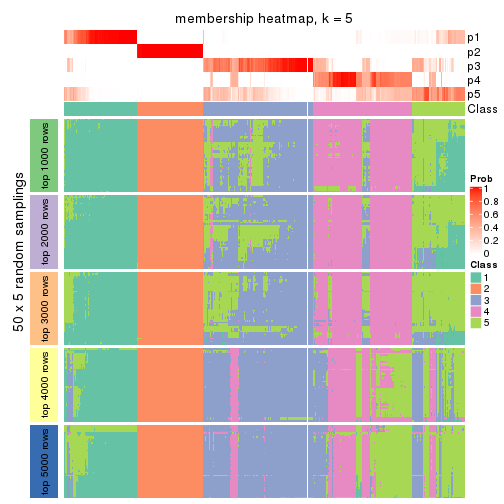 membership heatmap, k = 5
p1
p2
p3
p4
p5
Class
50 x 5 random samplings
top 1000 rows
top 2000 rows
top 3000 rows
top 4000 rows
top 5000 rows
Prob
1
0.8
0.6
0.4
0.2
0
Class
1
2
3
4
5